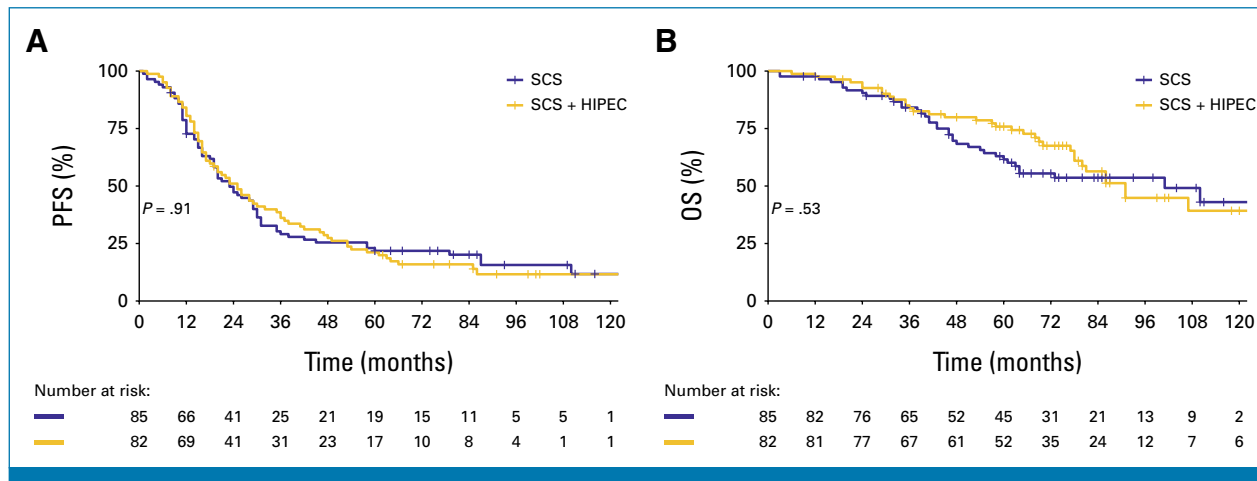 A
100
75
50
25
0
PFS (%)
P = .91
SCS
SCS + HIPEC
0 12 24 36 48 60 72 84 96 108 120
Time (months)
Number at risk:
85 66 41 25 21 19 15 11 5 5 1
82 69 41 31 23 17 10 8 4 1 1
B
100
75
50
25
0
OS (%)
P = .53
SCS
SCS + HIPEC
0 12 24 36 48 60 72 84 96 108 120
Time (months)
Number at risk:
85 82 76 65 52 45 31 21 13 9 2
82 81 77 67 61 52 35 24 12 7 6